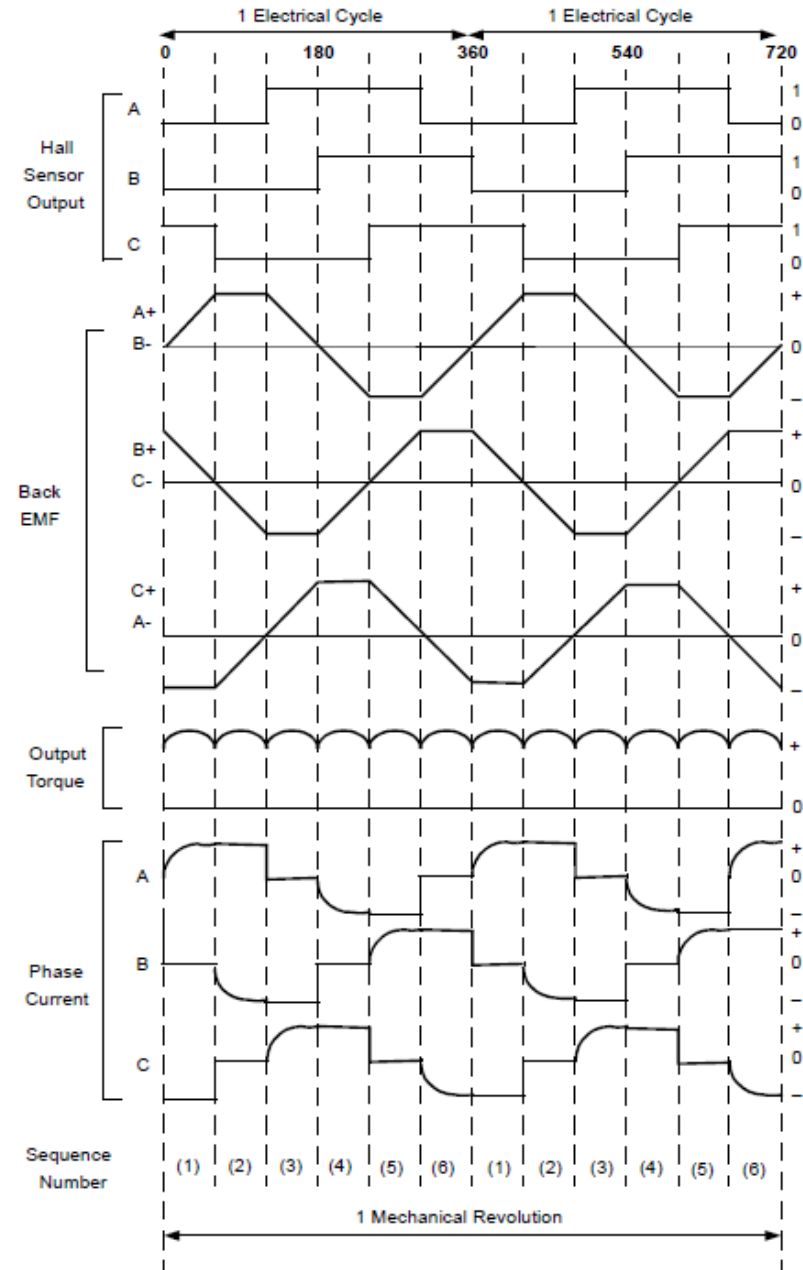 1 Electrical Cycle 1 Electrical Cycle
0 180 360 540 720
A 1
0
Hall
Sensor
Output
B 1
0
C 1
0
A+ +
B- 0
–
B+ +
C- 0
–
Back
EMF
C+ +
A- 0
–
Output
Torque
+
0
A +
0
–
B +
0
–
Phase
Current
C +
0
–
Sequence
Number
(1) (2) (3) (4) (5) (6) (1) (2) (3) (4) (5) (6)
1 Mechanical Revolution